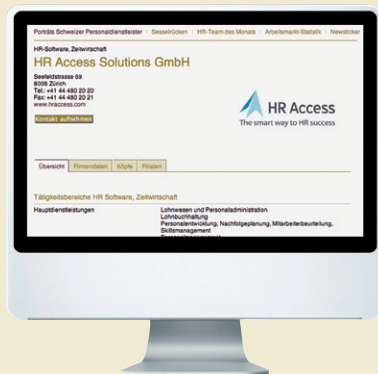 Porträts Schweizer Personaldienstleister Sesselrücken HR-Team des Monats Arbeitsmarkt-Statistik Newsticker
HR-Software, Zeitwirtschaft
HR Access Solutions GmbH
Seefeldstrasse 69
8008 Zürich
Tel.: +41 44 480 20 20
Fax: +41 44 480 20 21
www.hraccess.com
Kontakt aufnehmen
HR Access
The smart way to HR success
Übersicht Firmendaten Köpfe Filialen
Tätigkeitsbereiche HR Software, Zeitwirtschaft
Hauptdienstleistungen Lohnwesen und Personaladministration
Lohnbuchhaltung
Personalentwicklung, Nachfolgeplanung, Mitarbeiterbeurteilung,
Skillsmanagement